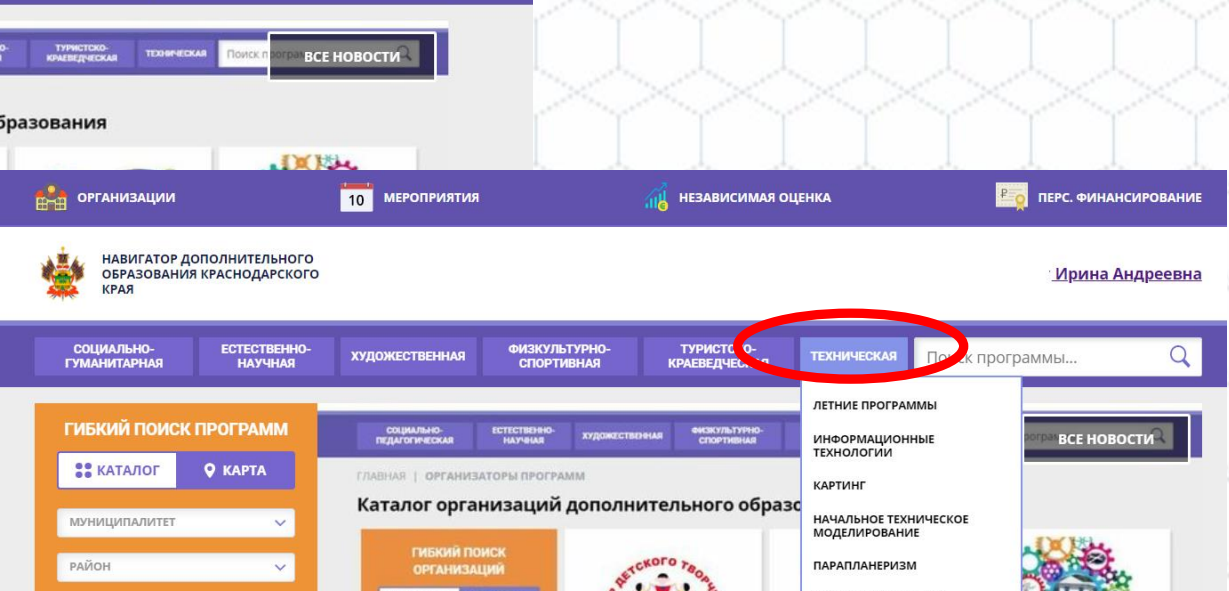 ТУРИСТСКО-
КРАЕВЕДЧЕСКАЯ
ТЕХНИЧЕСКАЯ
Поиск
ВСЕ НОВОСТИ
бразования
ОРГАНИЗАЦИИ
10
МЕРОПРИЯТИЯ
НЕЗАВИСИМАЯ ОЦЕНКА
ПЕРС. ФИНАНСИРОВАНИЕ
НАВИГАТОР ДОПОЛНИТЕЛЬНОГО
ОБРАЗОВАНИЯ КРАСНОДАРСКОГО
КРАЯ
Ирина Андреевна
СОЦИАЛЬНО-
ГУМАНИТАРНАЯ
ЕСТЕСТВЕННО-
НАУЧНАЯ
ХУДОЖЕСТВЕННАЯ
ФИЗКУЛЬТУРНО-
СПОРТИВНАЯ
ТУРИСТСКО-
КРАЕВЕДЧЕСКАЯ
ТЕХНИЧЕСКАЯ
Поиск программы...
ЛЕТНИЕ ПРОГРАММЫ
ИНФОРМАЦИОННЫЕ
ТЕХНОЛОГИИ
КАРТИНГ
НАЧАЛЬНОЕ ТЕХНИЧЕСКОЕ
МОДЕЛИРОВАНИЕ
ПАРАПЛАНЕРИЗМ
ГИБКИЙ ПОИСК ПРОГРАММ
КАТАЛОГ
КАРТА
МУНИЦИПАЛИТЕТ
РАЙОН
СОЦИАЛЬНО-
ПЕДАГОГИЧЕСКАЯ
ЕСТЕСТВЕННО-
НАУЧНАЯ
ХУДОЖЕСТВЕННАЯ
ФИЗКУЛЬТУРНО-
СПОРТИВНАЯ
ВСЕ НОВОСТИ
ГЛАВНАЯ | ОРГАНИЗАТОРЫ ПРОГРАММ
Каталог организаций дополнительного образо
ГИБКИЙ ПОИСК
ОРГАНИЗАЦИЙ
ДЕТСКОГО